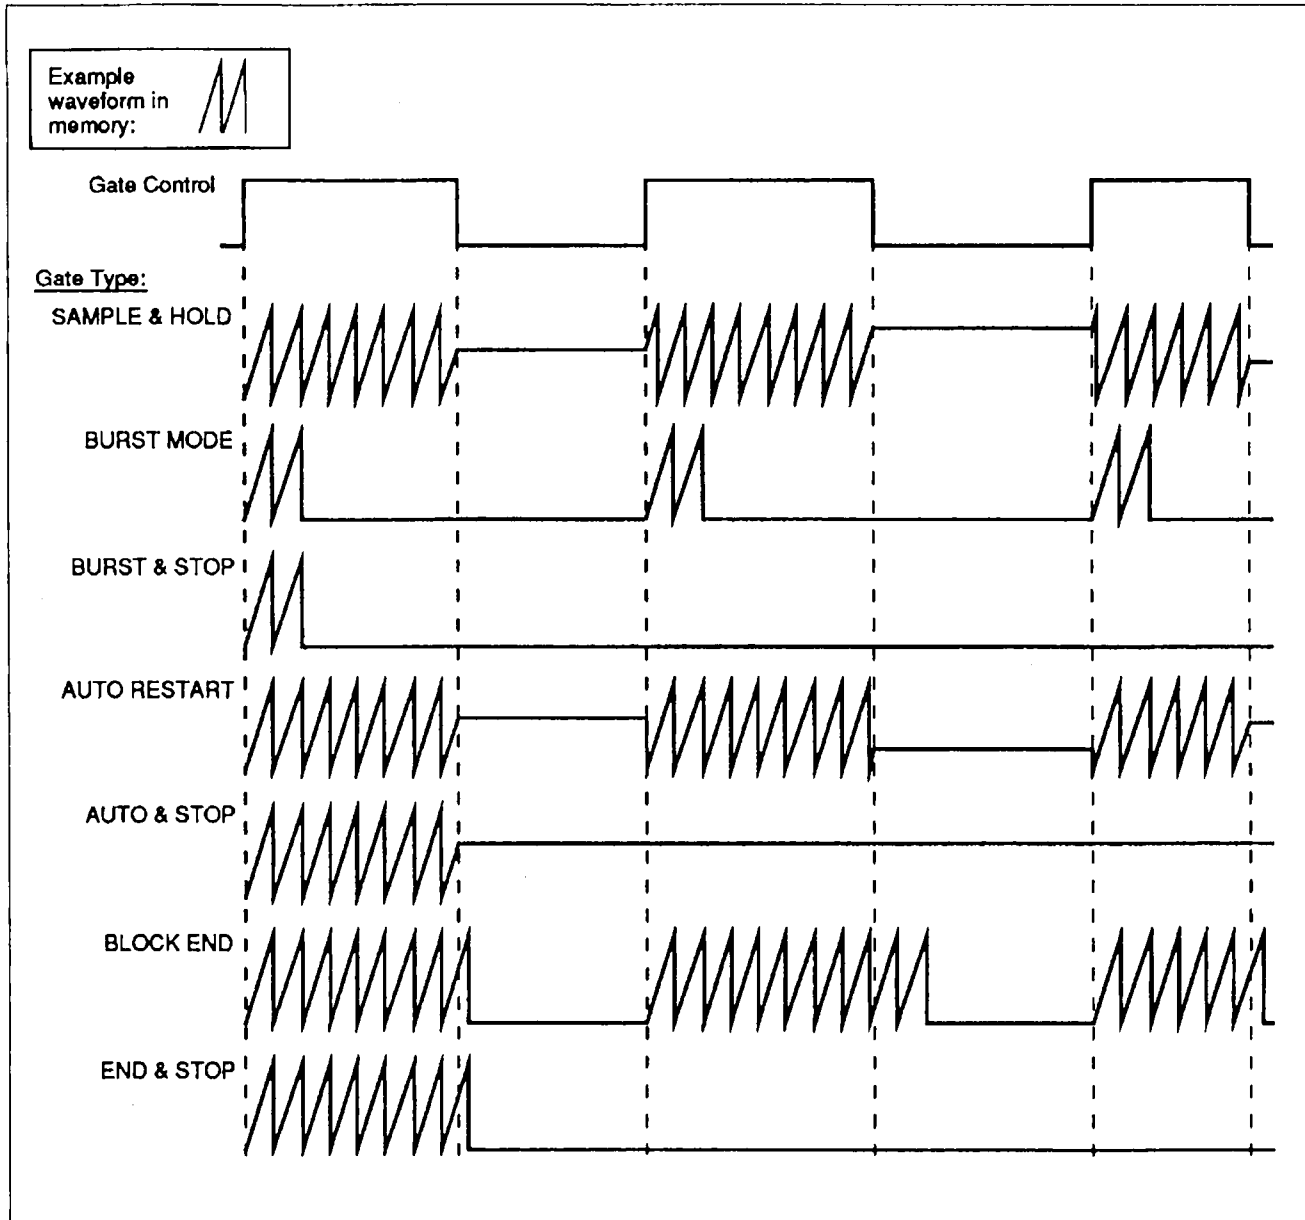 Example
waveform in
memory:
Gate Control
Gate Type:
SAMPLE & HOLD
BURST MODE
BURST & STOP
AUTO RESTART
AUTO & STOP
BLOCK END
END & STOP